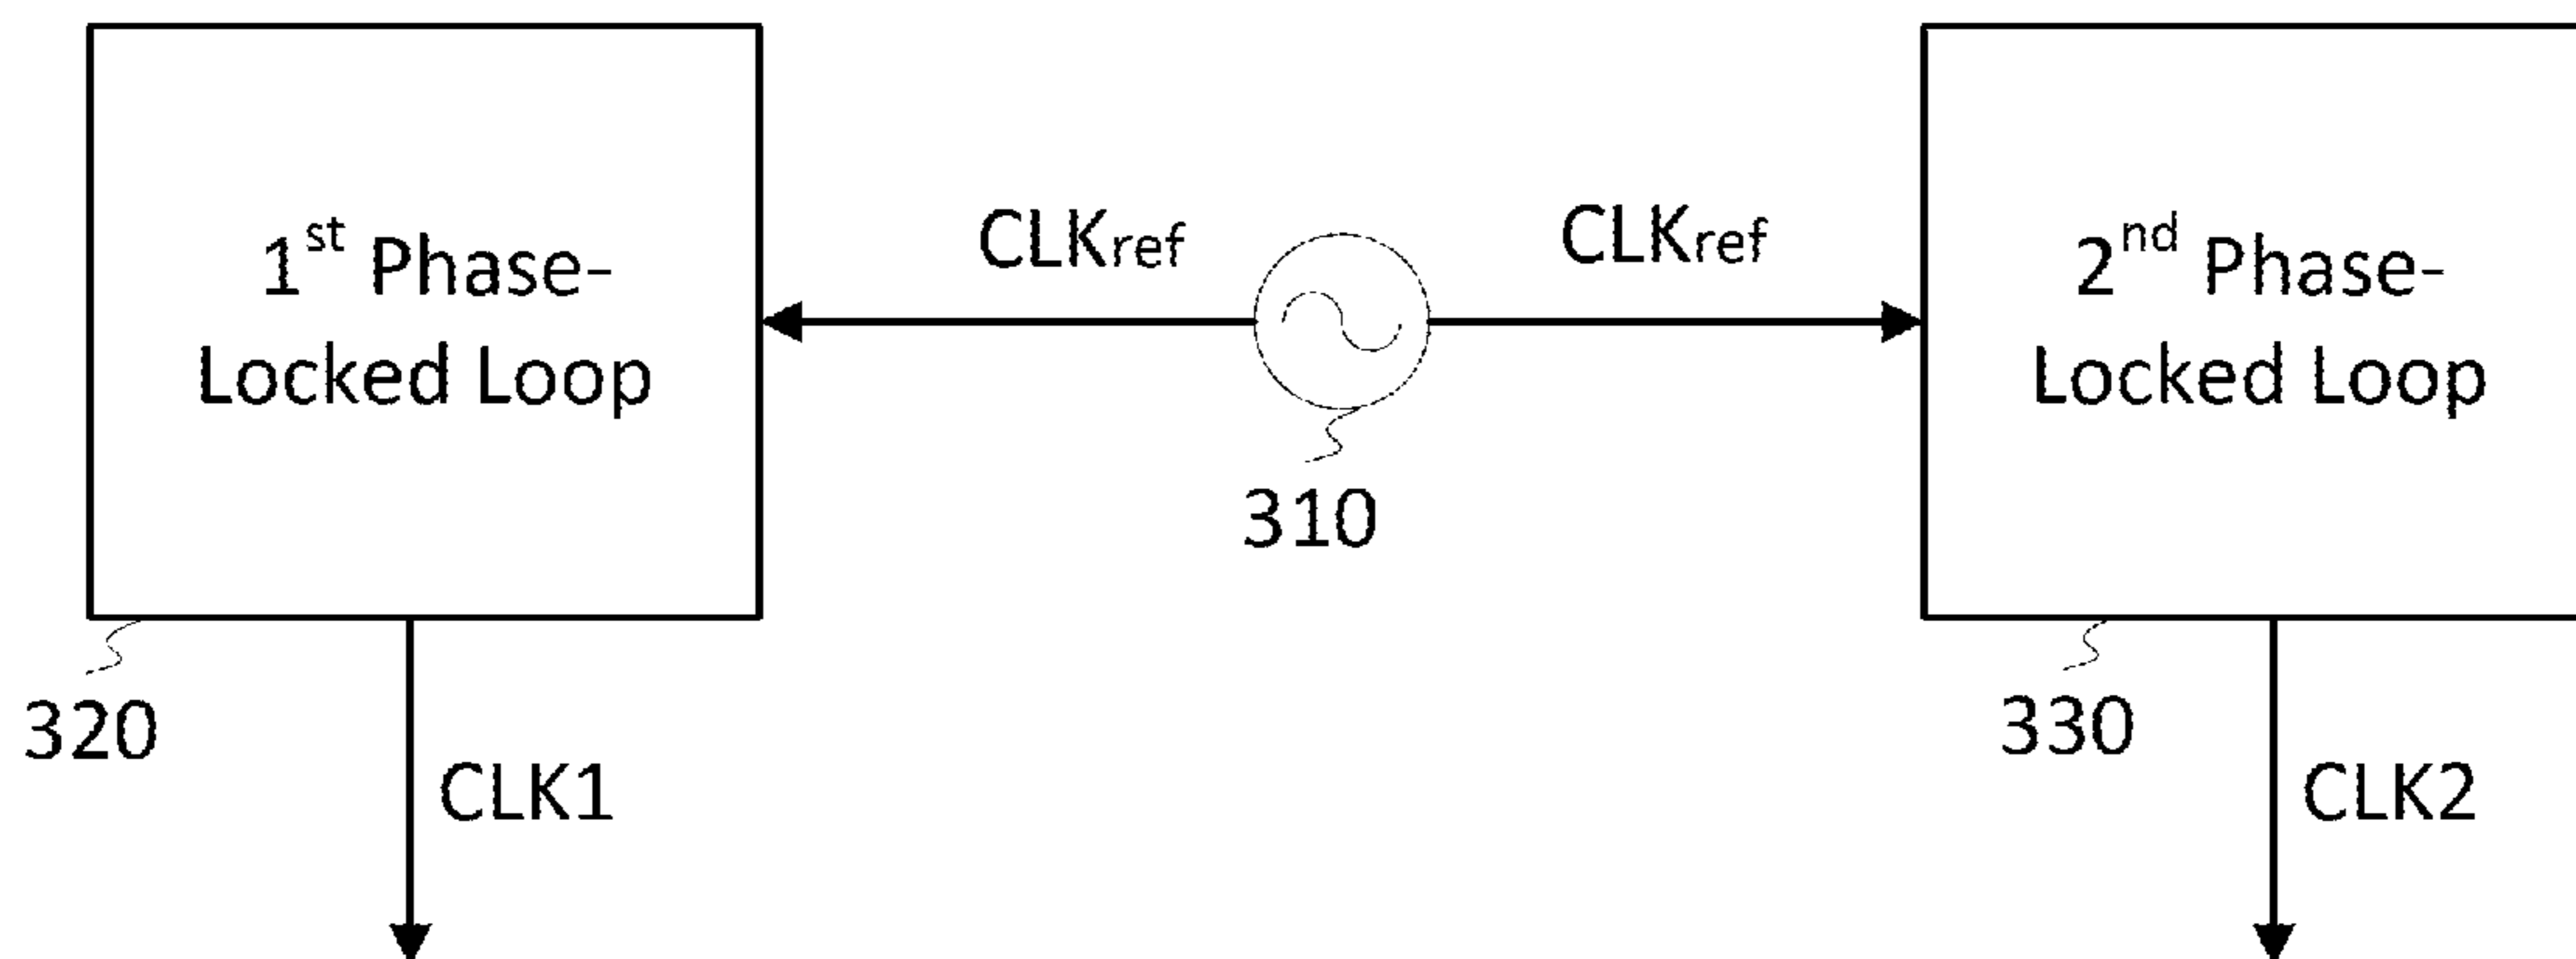 1st Phase-
Locked Loop
CLKref
CLKref
2nd Phase-
Locked Loop
310
320
330
CLK1
CLK2